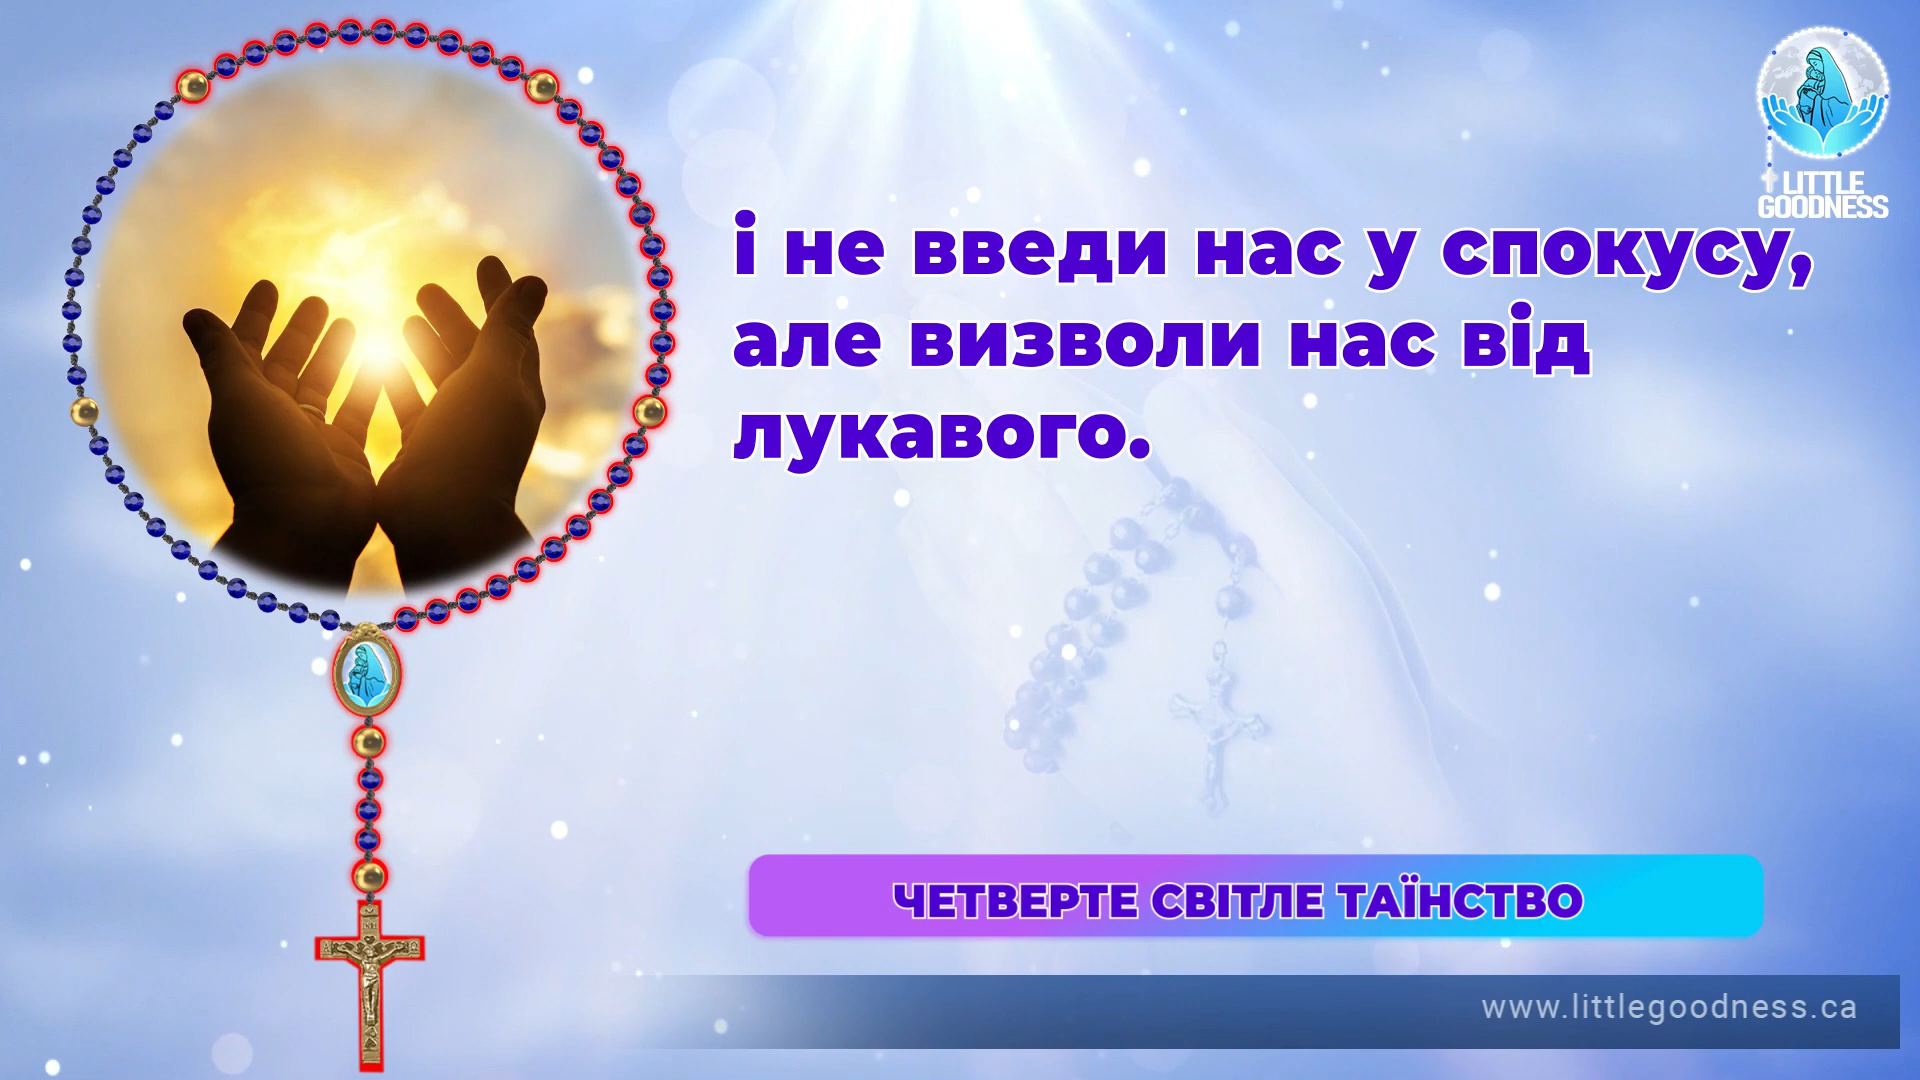 LITTLE
GOODNESS
і не введи нас у спокусу,
але визволи нас від
лукавого.
ЧЕТВЕРТЕ СВІТЛЕ ТАЇНСТВО
www.littlegoodness.ca